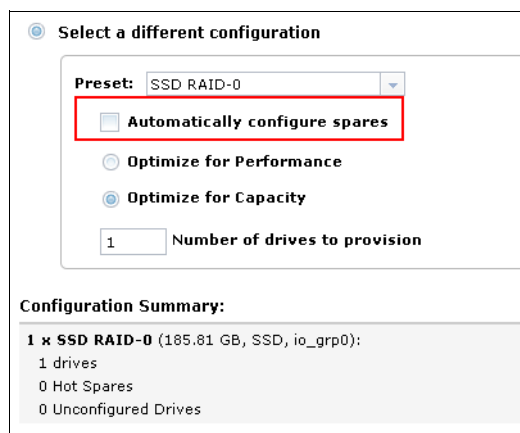 Select a different configuration
Preset: SSD RAID-0
Automatically configure spares
Optimize for Performance
Optimize for Capacity
1 Number of drives to provision
Configuration Summary:
1 x SSD RAID-0 (185.81 GB, SSD, io_grp0):
1 drives
0 Hot Spares
0 Unconfigured Drives